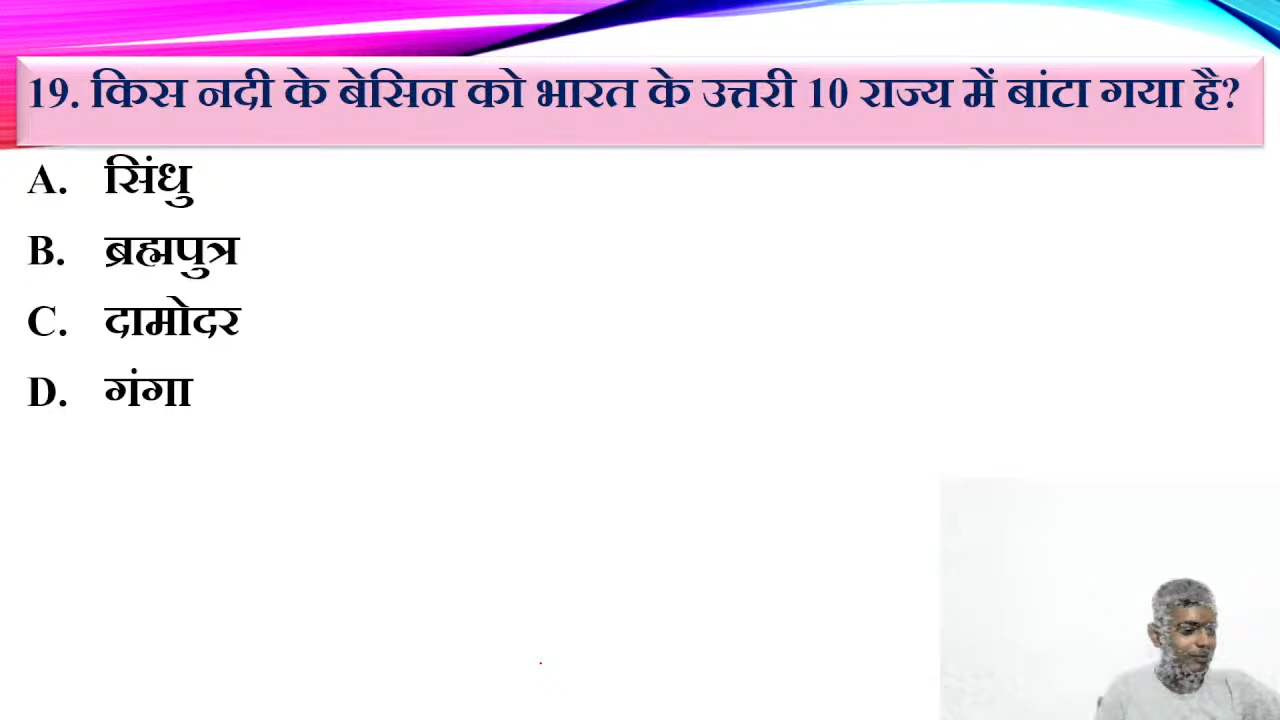 19. किस नदी के बेसिन को भारत के उत्तरी 10 राज्य में बांटा गया है?
A. सिंधु
B. ब्रह्मपुत्र
C. दामोदर
D. गंगा